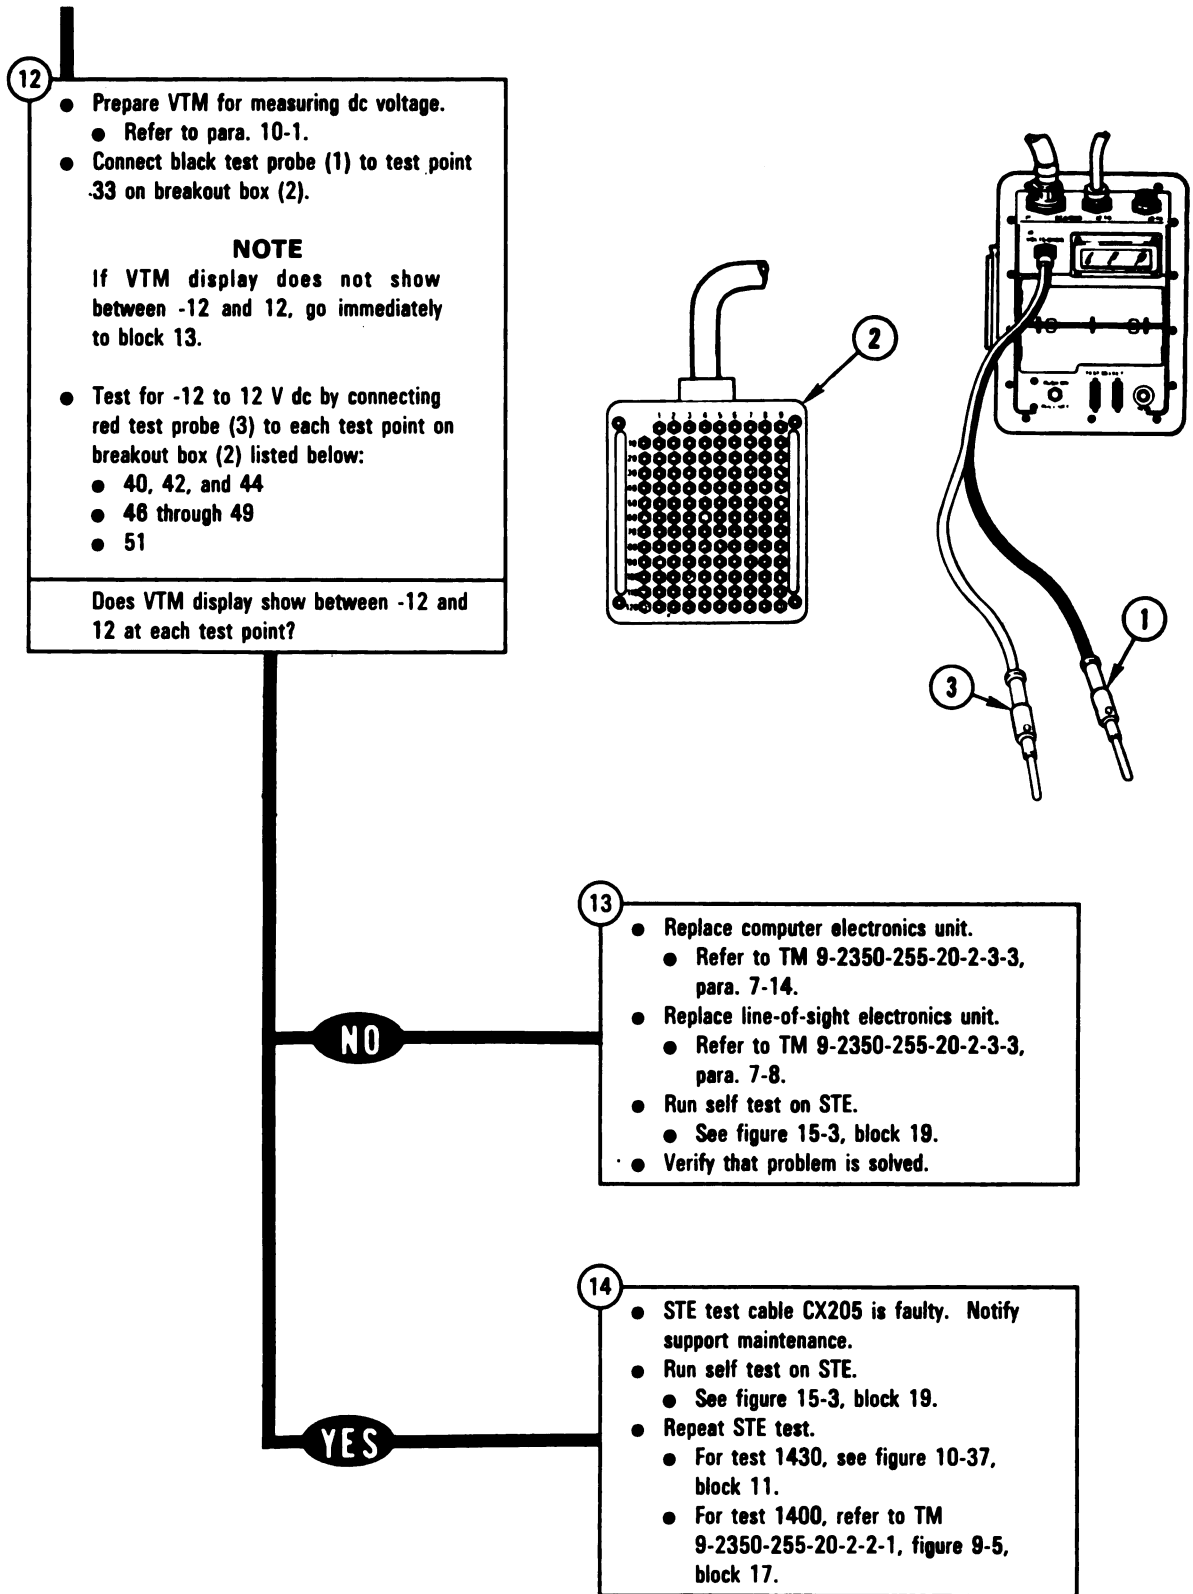 12
● Prepare VTM for measuring dc voltage.
● Refer to para. 10-1.
● Connect black test probe (1) to test point
33 on breakout box (2).
NOTE
If VTM display does not show
between -12 and 12, go immediately
to block 13.
● Test for -12 to 12 V dc by connecting
red test probe (3) to each test point on
breakout box (2) listed below:
● 40, 42, and 44
● 46 through 49
● 51
Does VTM display show between -12 and
12 at each test point?
2
1 2 3 4 5 6 7 8 9
1
3
13
● Replace computer electronics unit.
● Refer to TM 9-2350-255-20-2-3-3,
para. 7-14.
● Replace line-of-sight electronics unit.
● Refer to TM 9-2350-255-20-2-3-3,
para. 7-8.
● Run self test on STE.
● See figure 15-3, block 19.
● Verify that problem is solved.
NO
14
● STE test cable CX205 is faulty. Notify
support maintenance.
● Run self test on STE.
● See figure 15-3, block 19.
● Repeat STE test.
● For test 1430, see figure 10-37,
block 11.
● For test 1400, refer to TM
9-2350-255-20-2-2-1, figure 9-5,
block 17.
YES